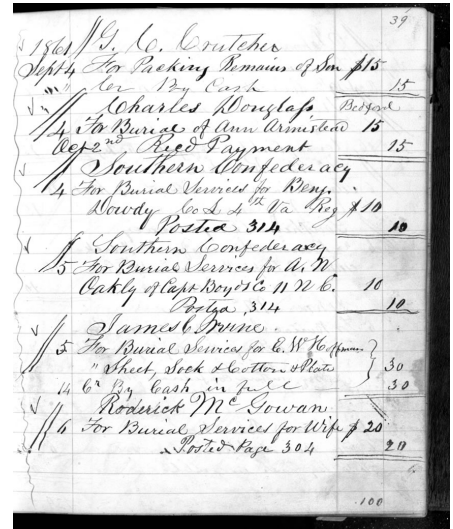 39
1861 G. C. Crutcher
Sept 4 For Packing Remains of Son $15
" " Cr By Cash 15
Charles Douglass Bedford
4 For Burial of Ann Armistead 15
Oct 2nd, Recd Payment 15
Southern Confederacy
4 For Burial Services for Benj.
Dowdy Co L 4th Va Reg $10
Posted 314 10
Southern Confederacy
5 For Burial Services for A. N
Oakly of Capt Boyd's Co 11 N C. 10
Posted, 314 10
James C Irvine.
5 For Burial Services for E. W. Hoffman
" Sheet, Sock & Cotton & Plate 30
14 Cr By Cash in full 30
Roderick McGowan
6 For Burial Services for Wife $20
Posted Page 304 20
100